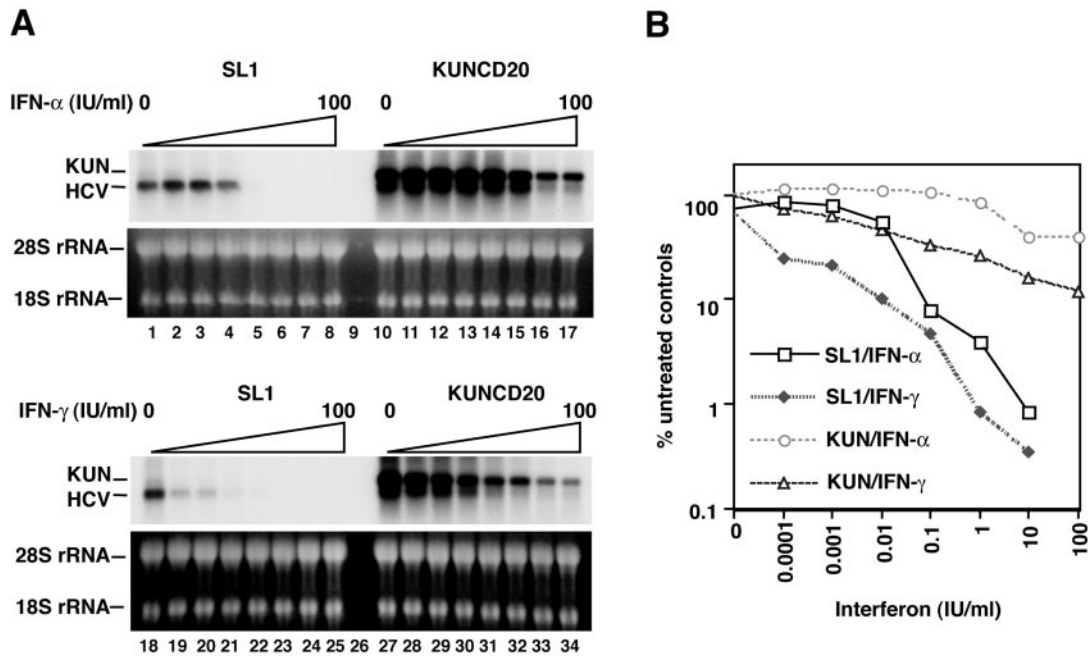 A
SL1 KUNCD20
IFN-α (IU/ml) 0 100 0 100
KUN
HCV
28S rRNA
18S rRNA
1 2 3 4 5 6 7 8 9 10 11 12 13 14 15 16 17
SL1 KUNCD20
IFN-γ (IU/ml) 0 100 0 100
KUN
HCV
28S rRNA
18S rRNA
18 19 20 21 22 23 24 25 26 27 28 29 30 31 32 33 34
B
% untreated controls
100
10
1
0.1
SL1/IFN-α
SL1/IFN-γ
KUN/IFN-α
KUN/IFN-γ
0 0.0001 0.001 0.01 0.1 1 10 100
Interferon (IU/ml)